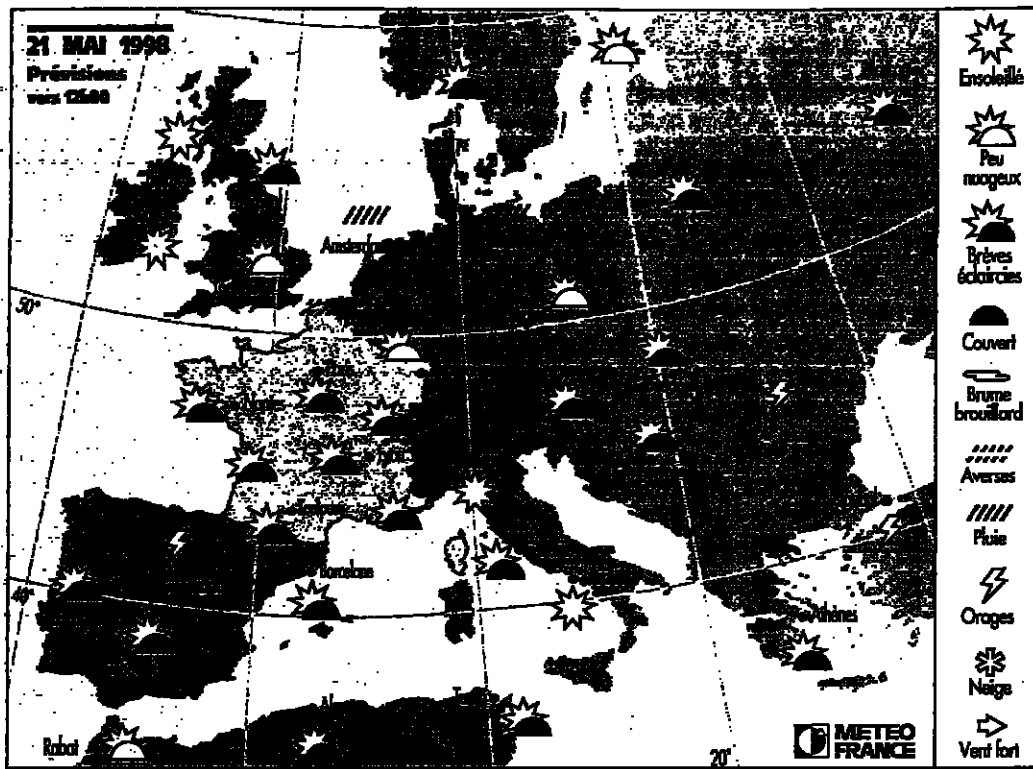 21 MAI 1998
Prévisions
vers 12h00
Amsterdam
50°
Nantes
Barcelone
40°
Athènes
Rabat
20°
METEO
FRANCE
Ensoleillé
Peu
nuageux
Brèves
éclaircies
Couvert
Brume
brouillard
Averses
Pluie
Orages
Neige
Vent fort